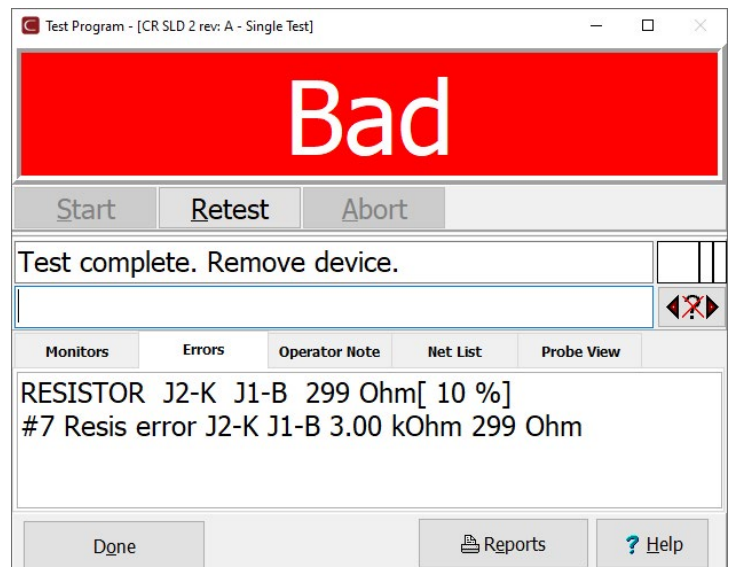 Test Program - [CR SLD 2 rev: A - Single Test]
Bad
Start Retest Abort
Test complete. Remove device.
Monitors Errors Operator Note Net List Probe View
RESISTOR J2-K J1-B 299 Ohm[ 10 %]
#7 Resis error J2-K J1-B 3.00 kOhm 299 Ohm
Done Reports ? Help